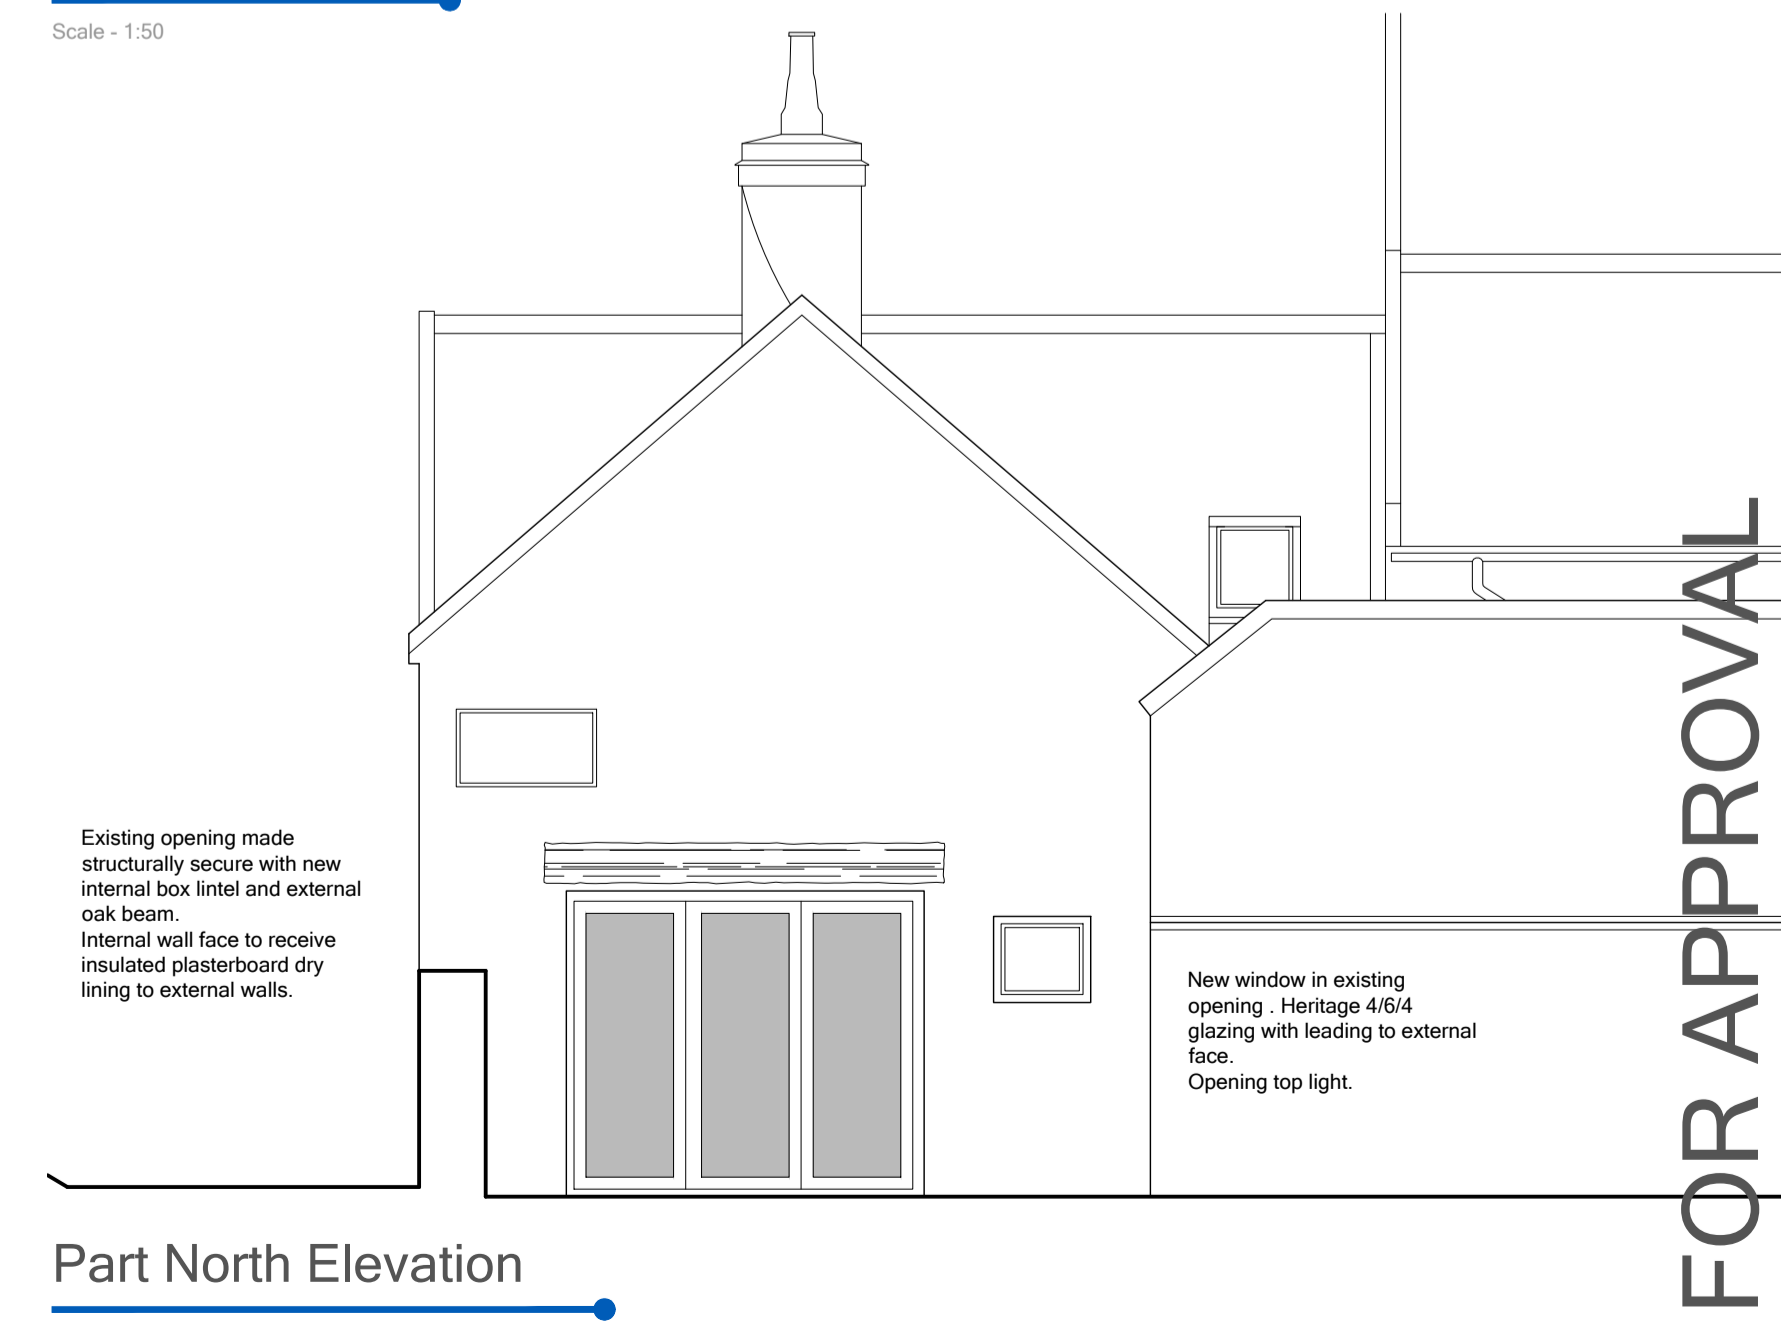 Scale - 1:50
Existing opening made
structurally secure with new
internal box lintel and external
oak beam.
Internal wall face to receive
insulated plasterboard dry
lining to external walls.
New window in existing
opening . Heritage 4/6/4
glazing with leading to external
face.
Opening top light.
FOR APPROVAL
Part North Elevation